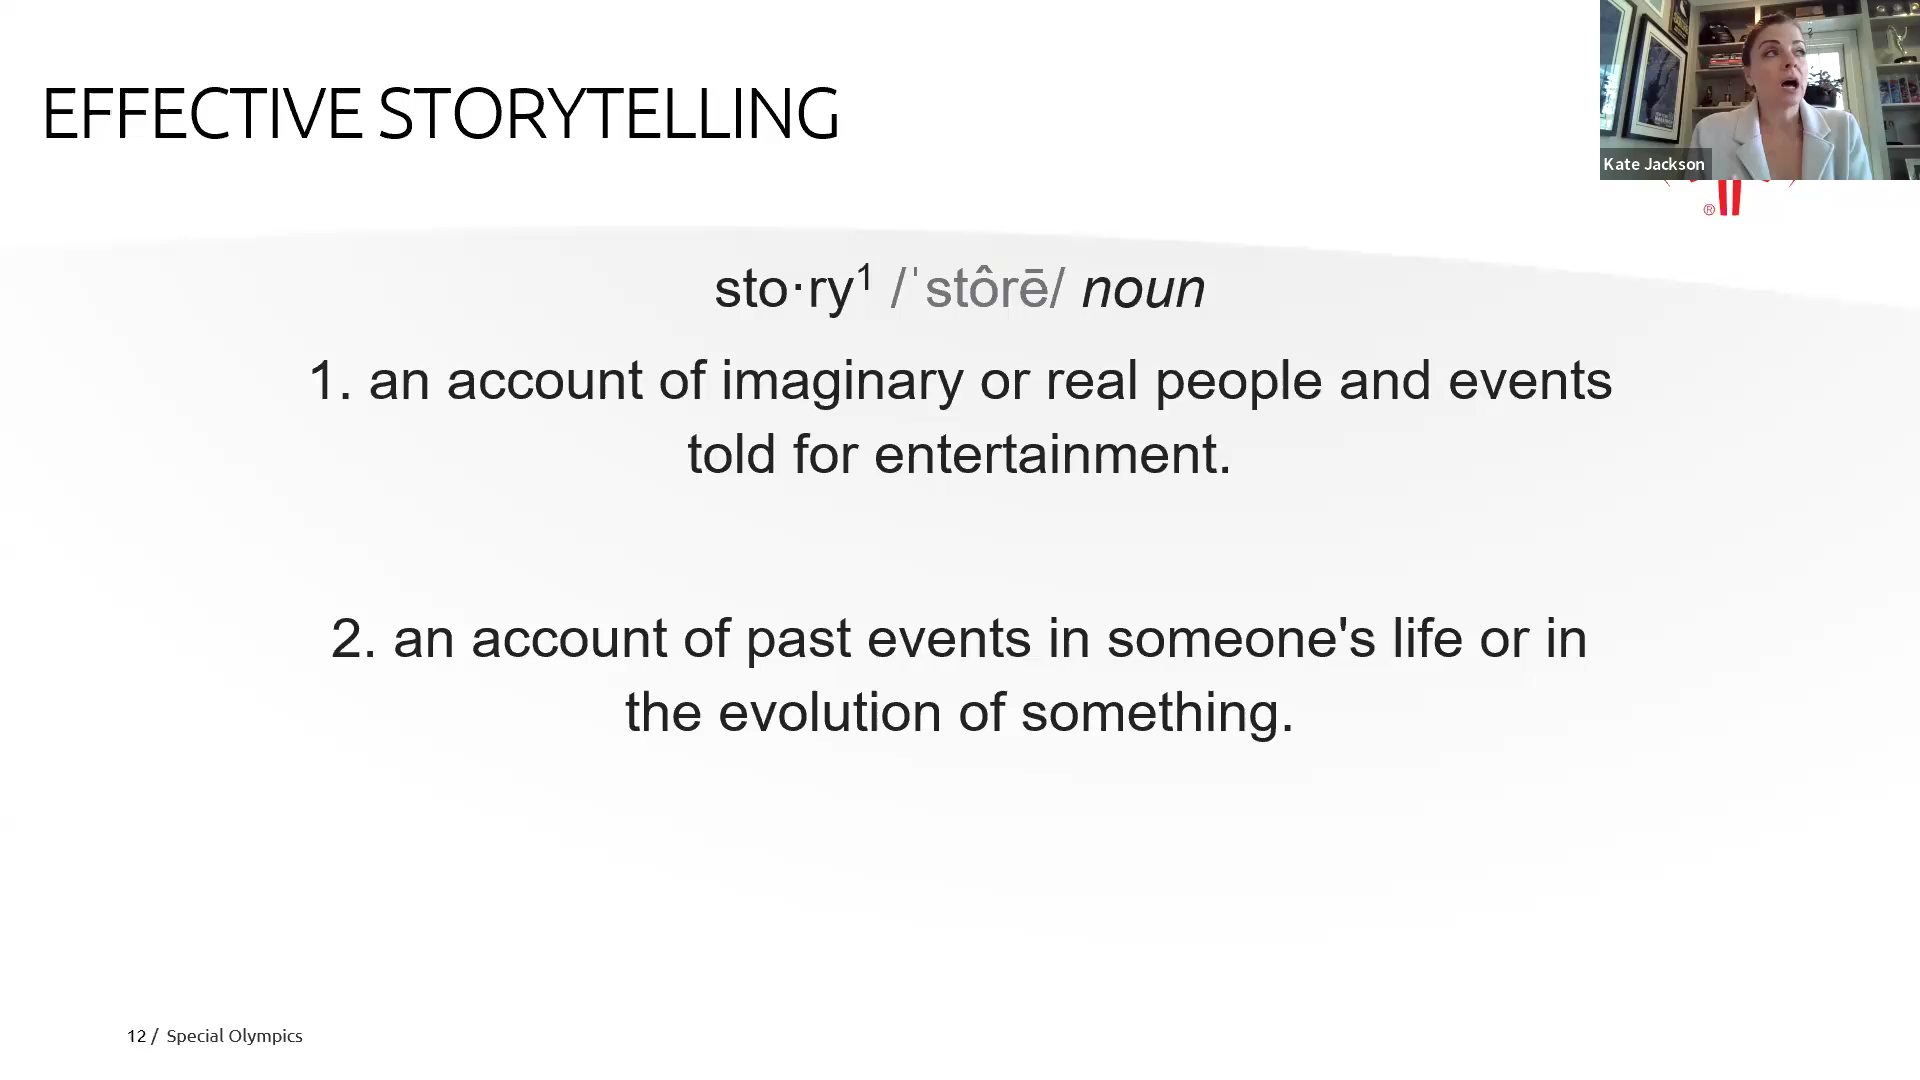 EFFECTIVE STORYTELLING
Kate Jackson
®
sto·ry¹ /ˈstôrē/ noun
1. an account of imaginary or real people and events
told for entertainment.
2. an account of past events in someone's life or in
the evolution of something.
12 / Special Olympics